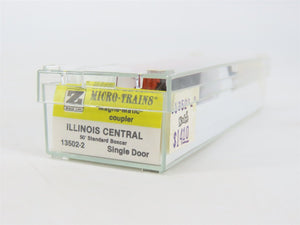 Z
MICRO-TRAINS
Magne-Matic
coupler
ILLINOIS CENTRAL
50' Standard Boxcar
13502-2 Single Door